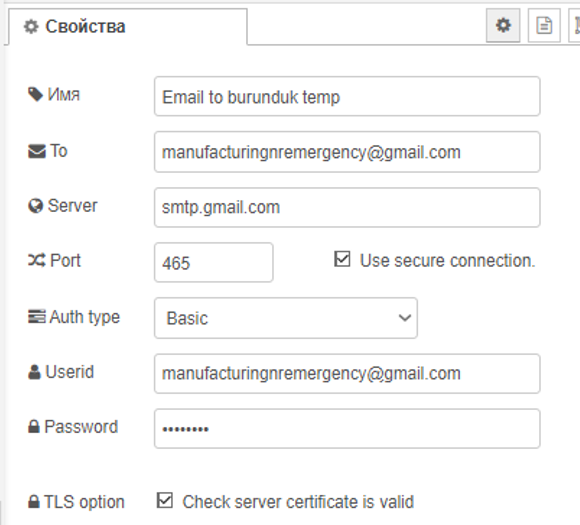 Свойства
Имя Email to burunduk temp
To manufacturingnremergency@gmail.com
Server smtp.gmail.com
Port 465 Use secure connection.
Auth type Basic
Userid manufacturingnremergency@gmail.com
Password ••••••••
TLS option Check server certificate is valid